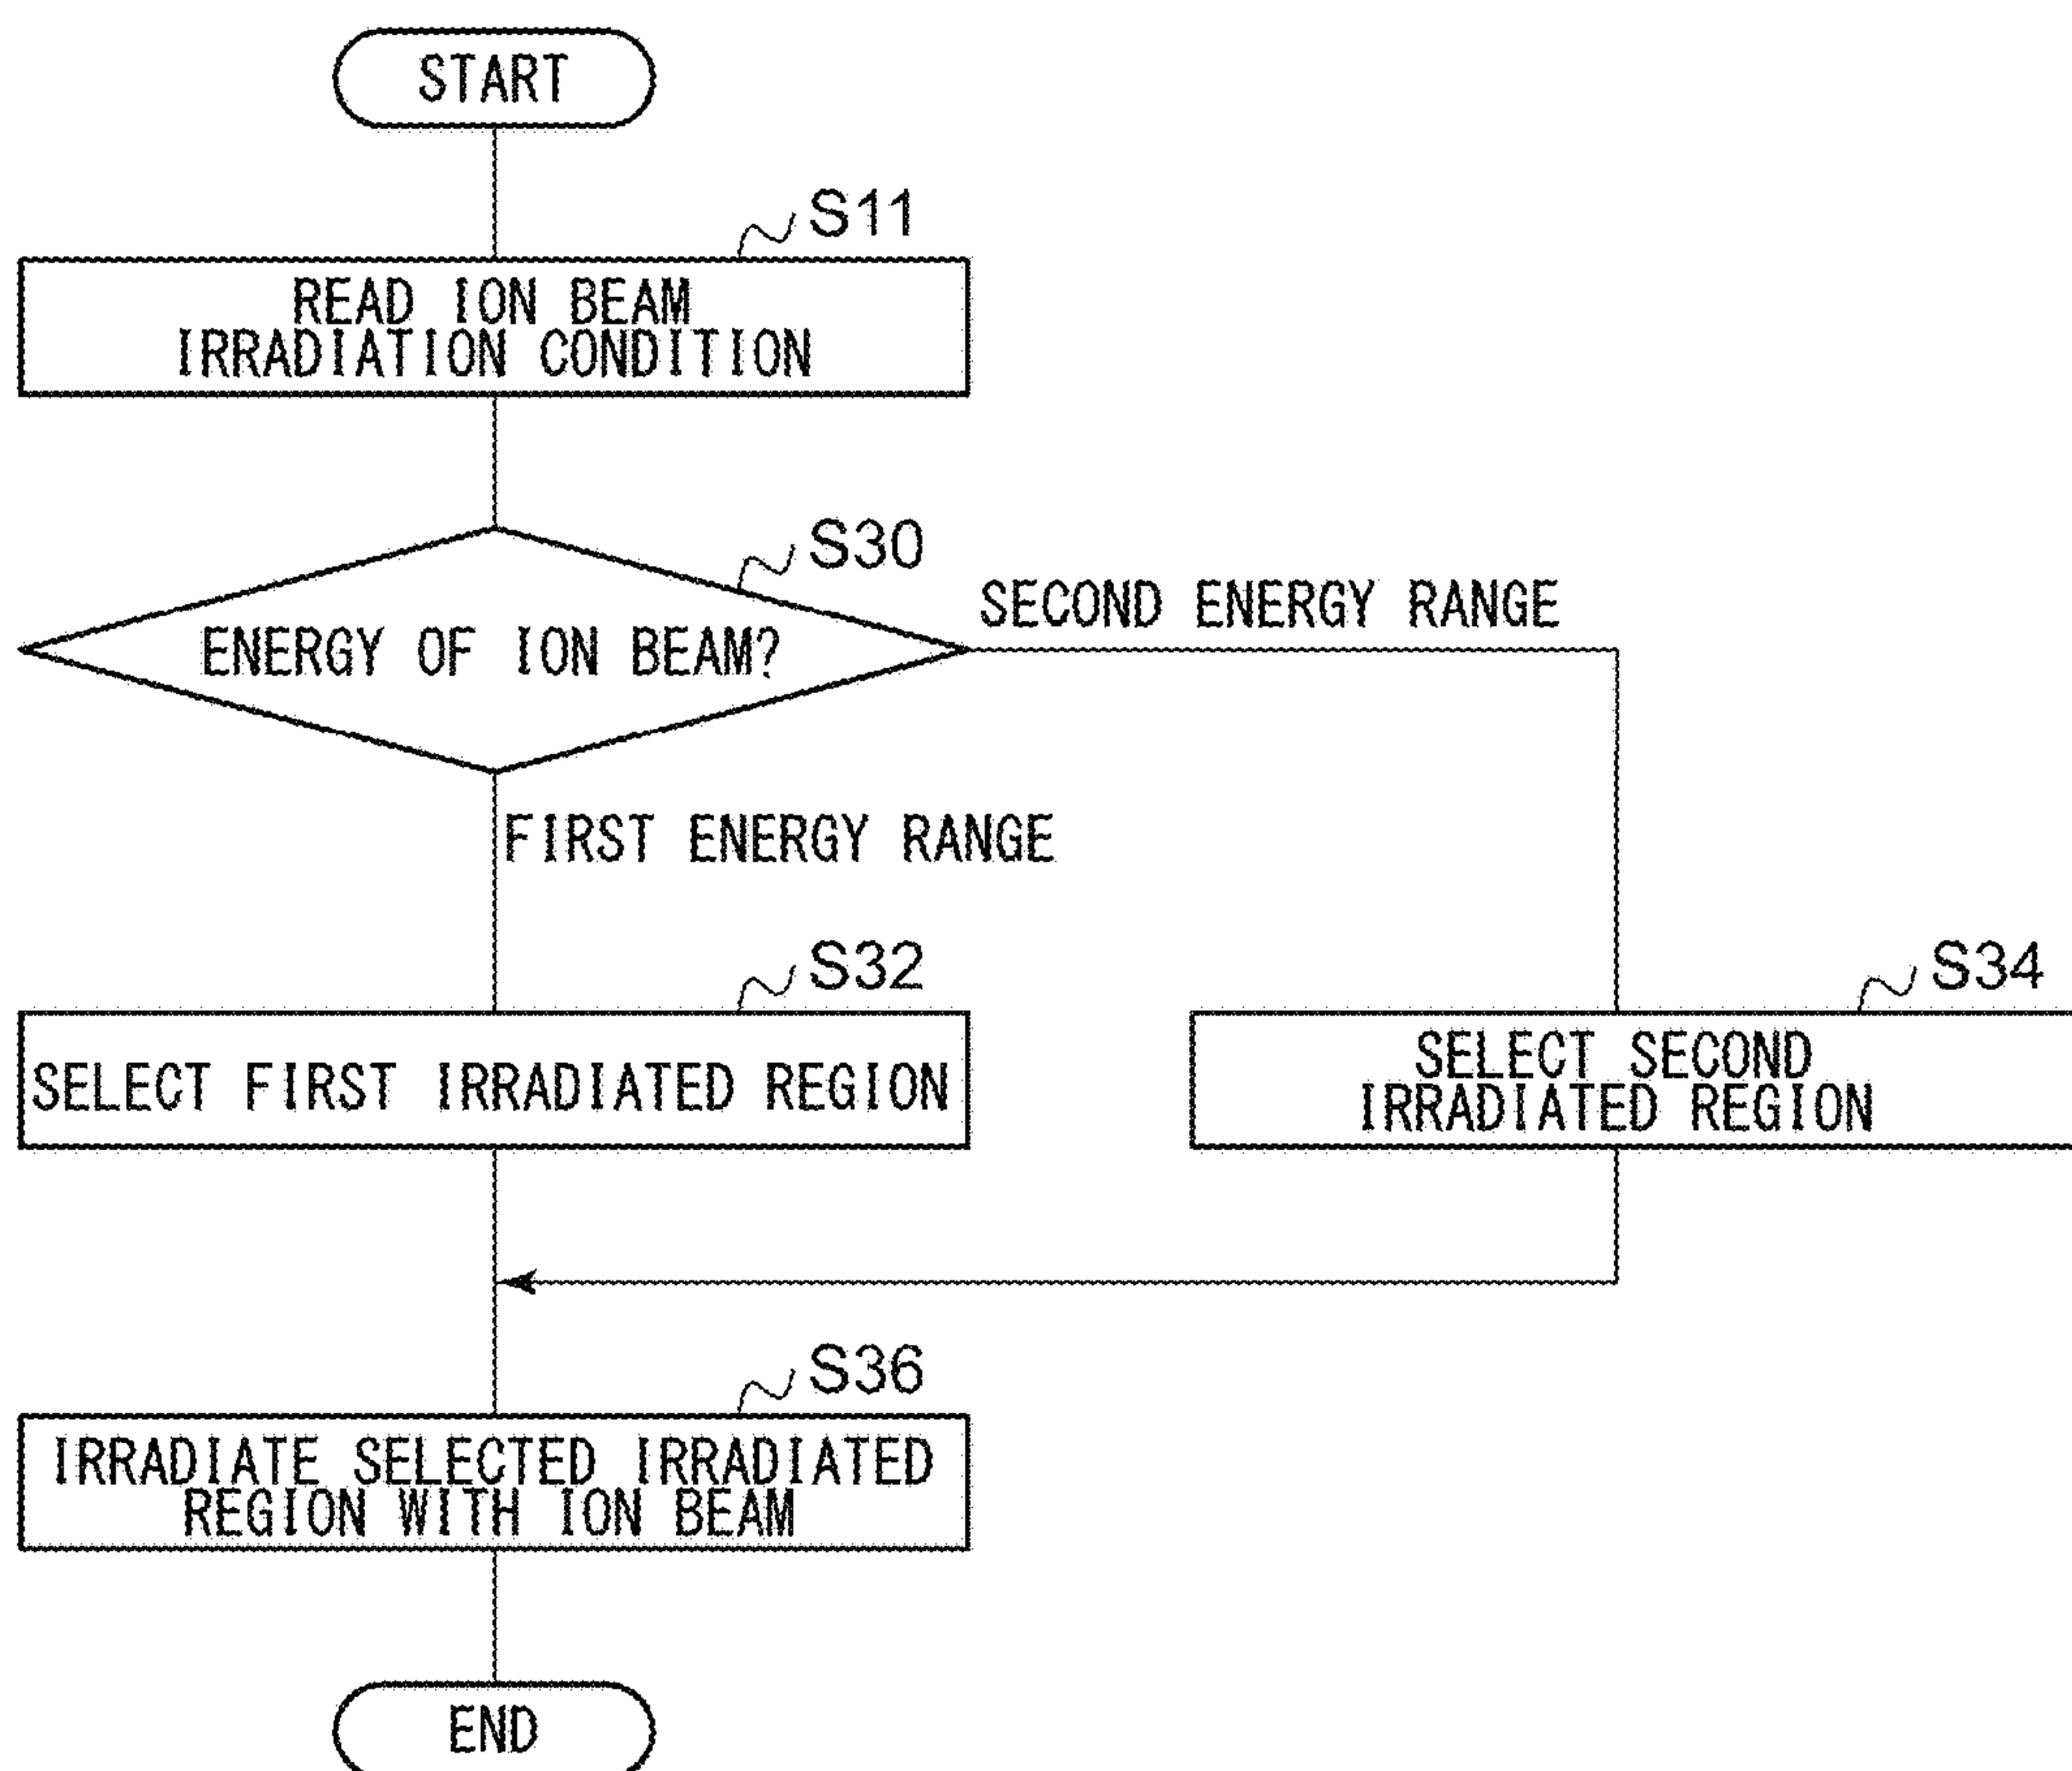 START
S11
READ ION BEAM
IRRADIATION CONDITION
S30
ENERGY OF ION BEAM?
SECOND ENERGY RANGE
FIRST ENERGY RANGE
S32
SELECT FIRST IRRADIATED REGION
S34
SELECT SECOND
IRRADIATED REGION
S36
IRRADIATE SELECTED IRRADIATED
REGION WITH ION BEAM
END